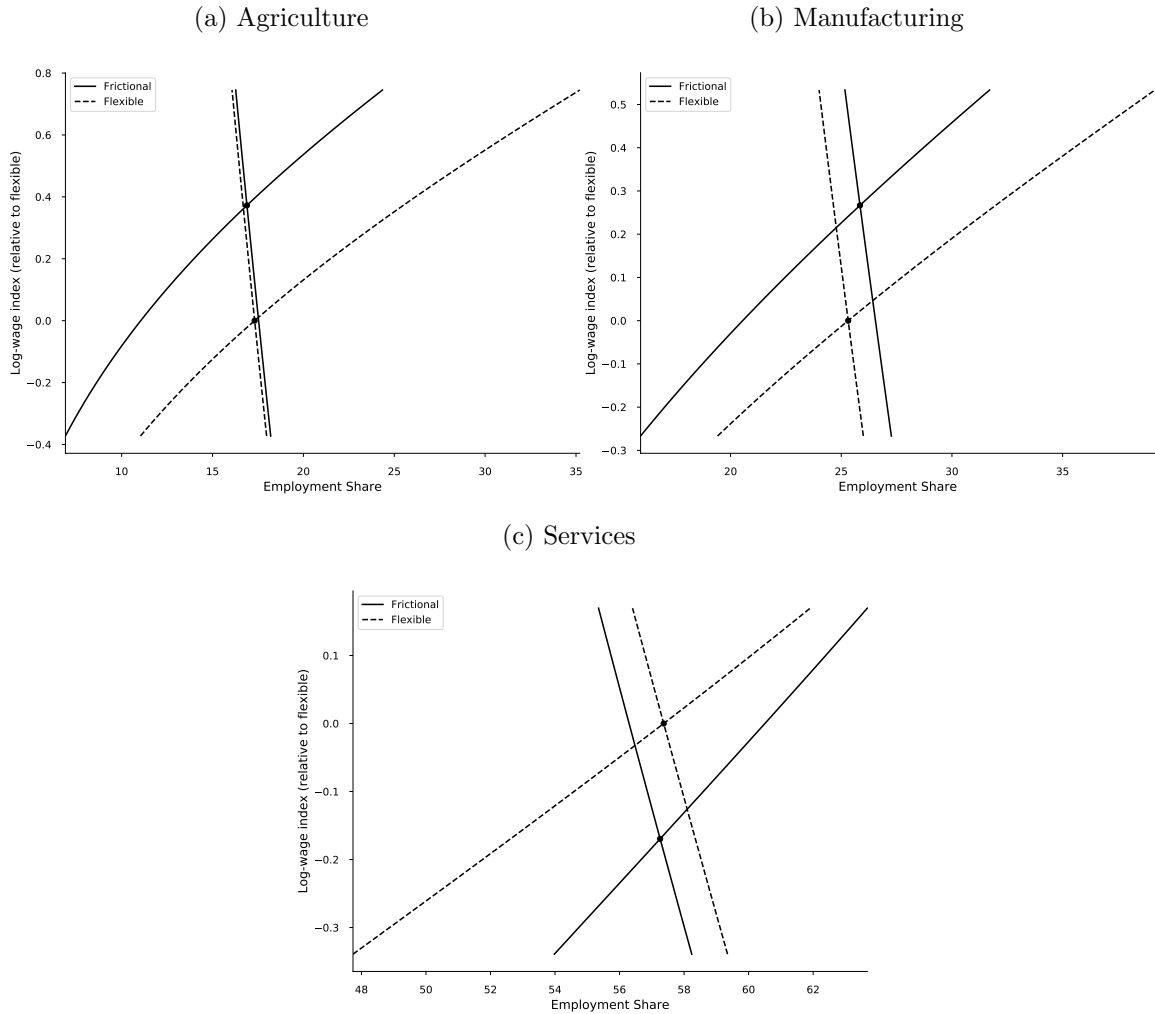 (a) Agriculture
Frictional
Flexible
Log-wage index (relative to flexible)
0.8
0.6
0.4
0.2
0.0
−0.2
−0.4
10 15 20 25 30 35
Employment Share
(b) Manufacturing
Frictional
Flexible
Log-wage index (relative to flexible)
0.5
0.4
0.3
0.2
0.1
0.0
−0.1
−0.2
−0.3
20 25 30 35
Employment Share
(c) Services
Frictional
Flexible
Log-wage index (relative to flexible)
0.1
0.0
−0.1
−0.2
−0.3
48 50 52 54 56 58 60 62
Employment Share